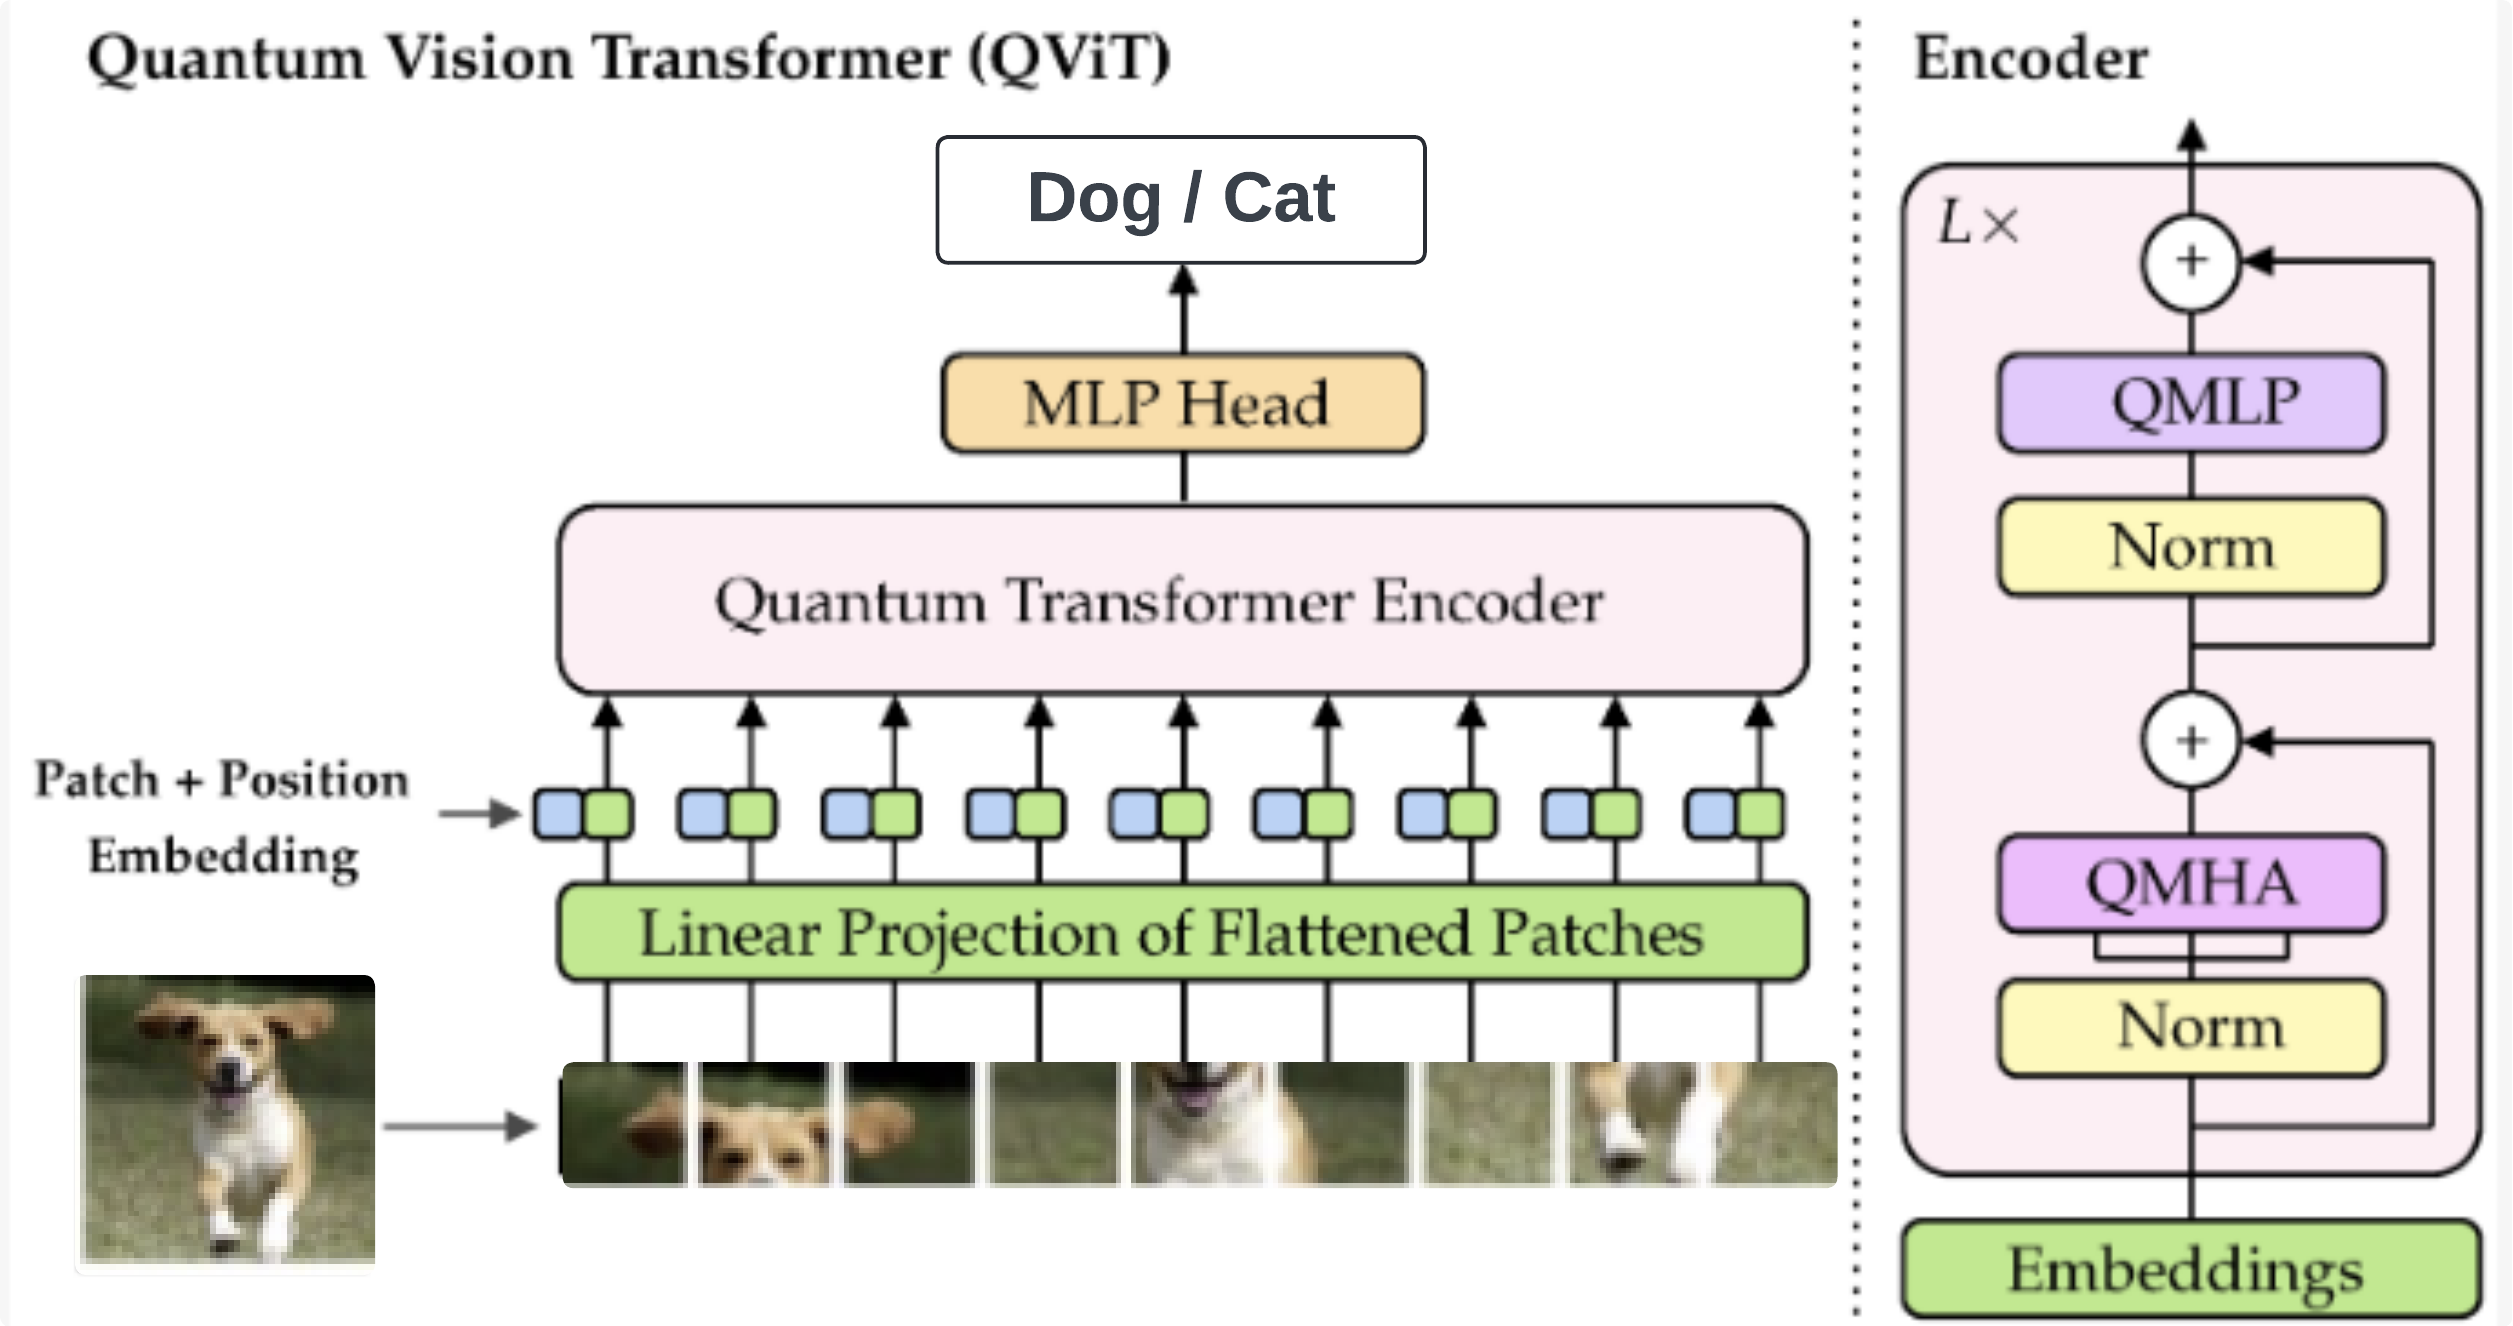 Quantum Vision Transformer (QViT)
Dog / Cat
MLP Head
Quantum Transformer Encoder
Patch + Position
Embedding
Linear Projection of Flattened Patches
Encoder
L×
+
QMLP
Norm
+
QMHA
Norm
Embeddings